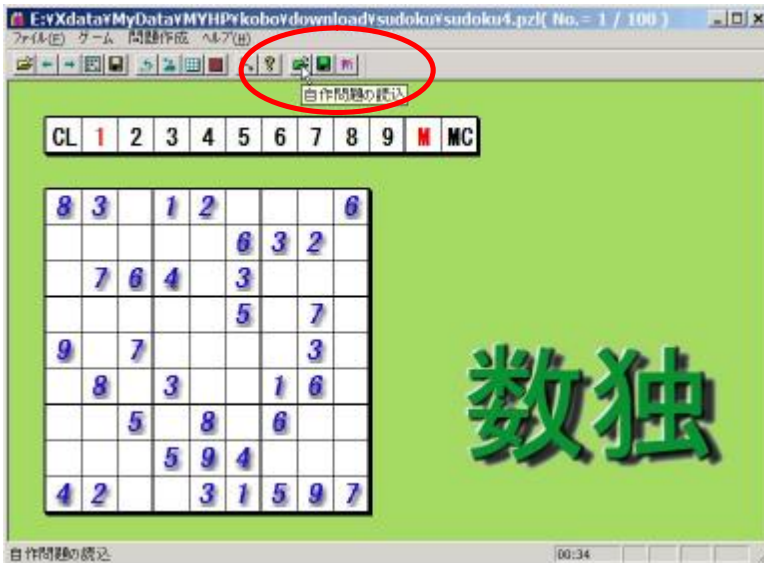 E:¥Xdata¥MyData¥MYHP¥kobo¥download¥sudoku¥sudoku4.pzl( No.= 1 / 100 )
ファイル(F) ゲーム 問題作成 ヘルプ(H)
新
自作問題の読込
CL 1 2 3 4 5 6 7 8 9 M MC
8 3 1 2 6
6 3 2
7 6 4 3
5 7
9 7 3
8 3 1 6
5 8 6
5 9 4
4 2 3 1 5 9 7
数独
自作問題の読込
00:34